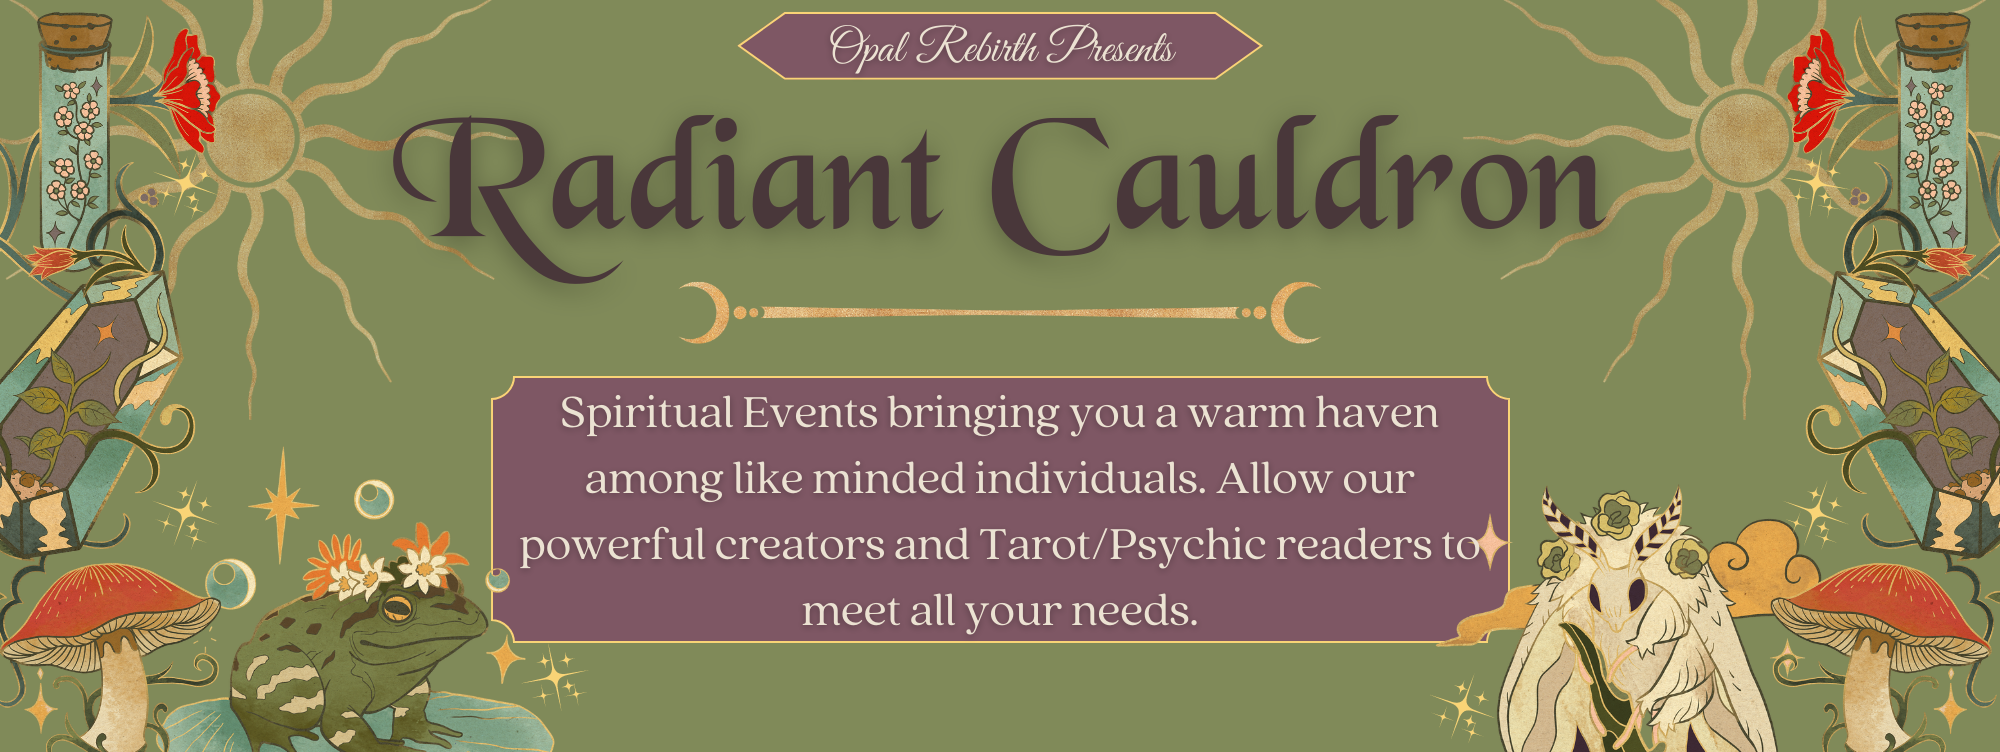 Opal Rebirth Presents
Radiant Cauldron
Spiritual Events bringing you a warm haven
among like minded individuals. Allow our
powerful creators and Tarot/Psychic readers to
meet all your needs.